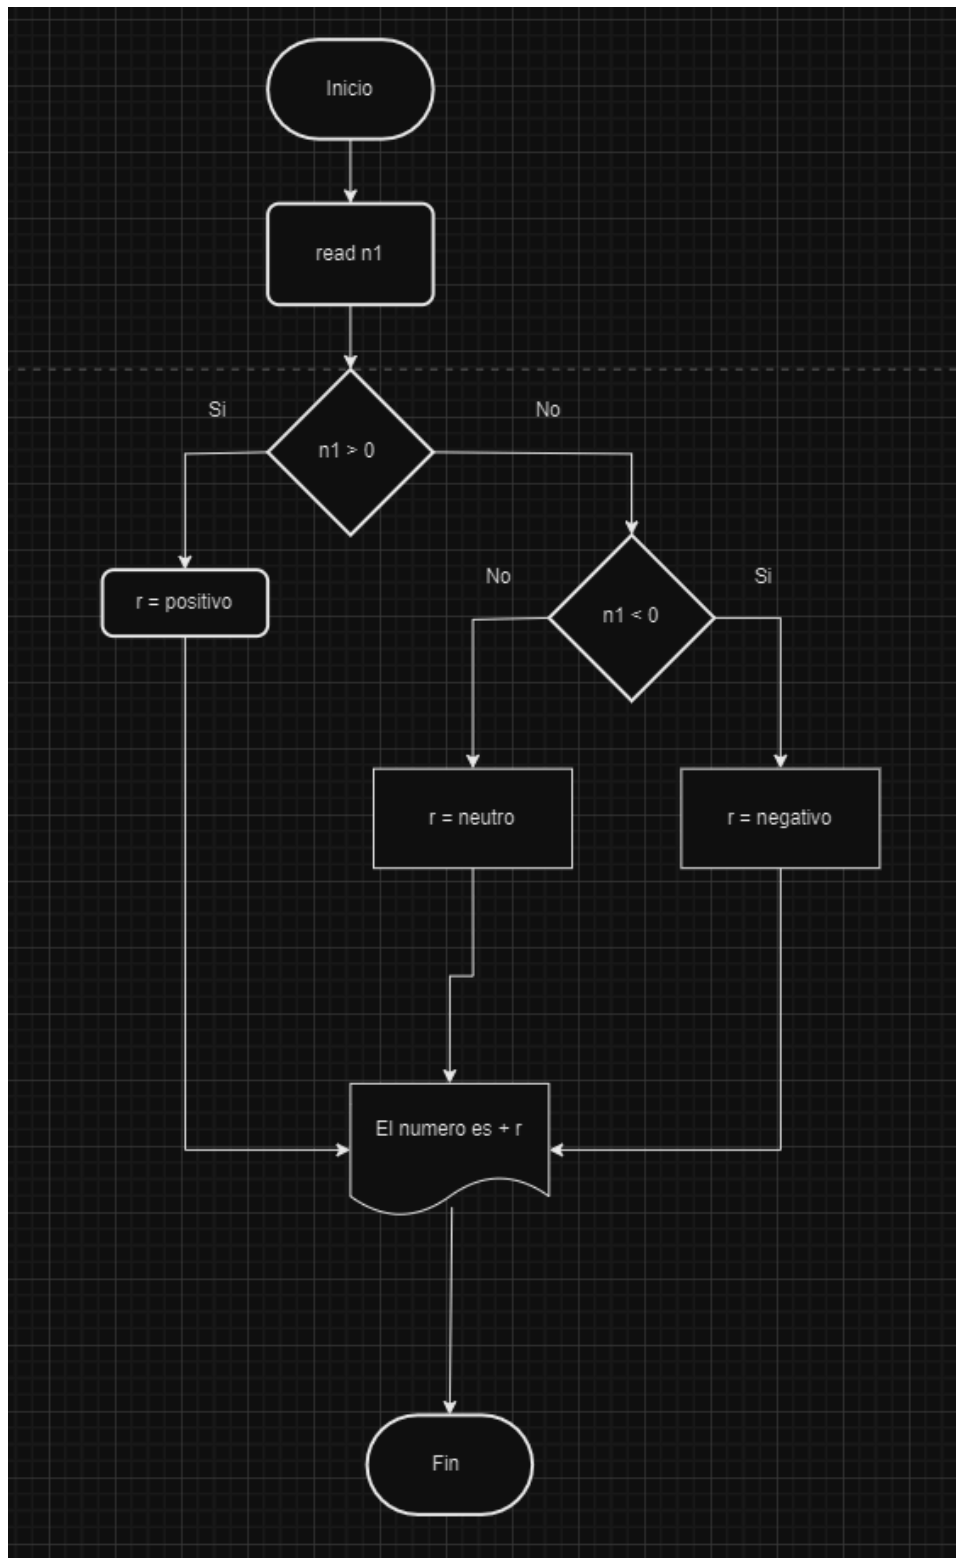 Inicio
read n1
Si
No
n1 > 0
No
Si
r = positivo
n1 < 0
r = neutro
r = negativo
El numero es + r
Fin